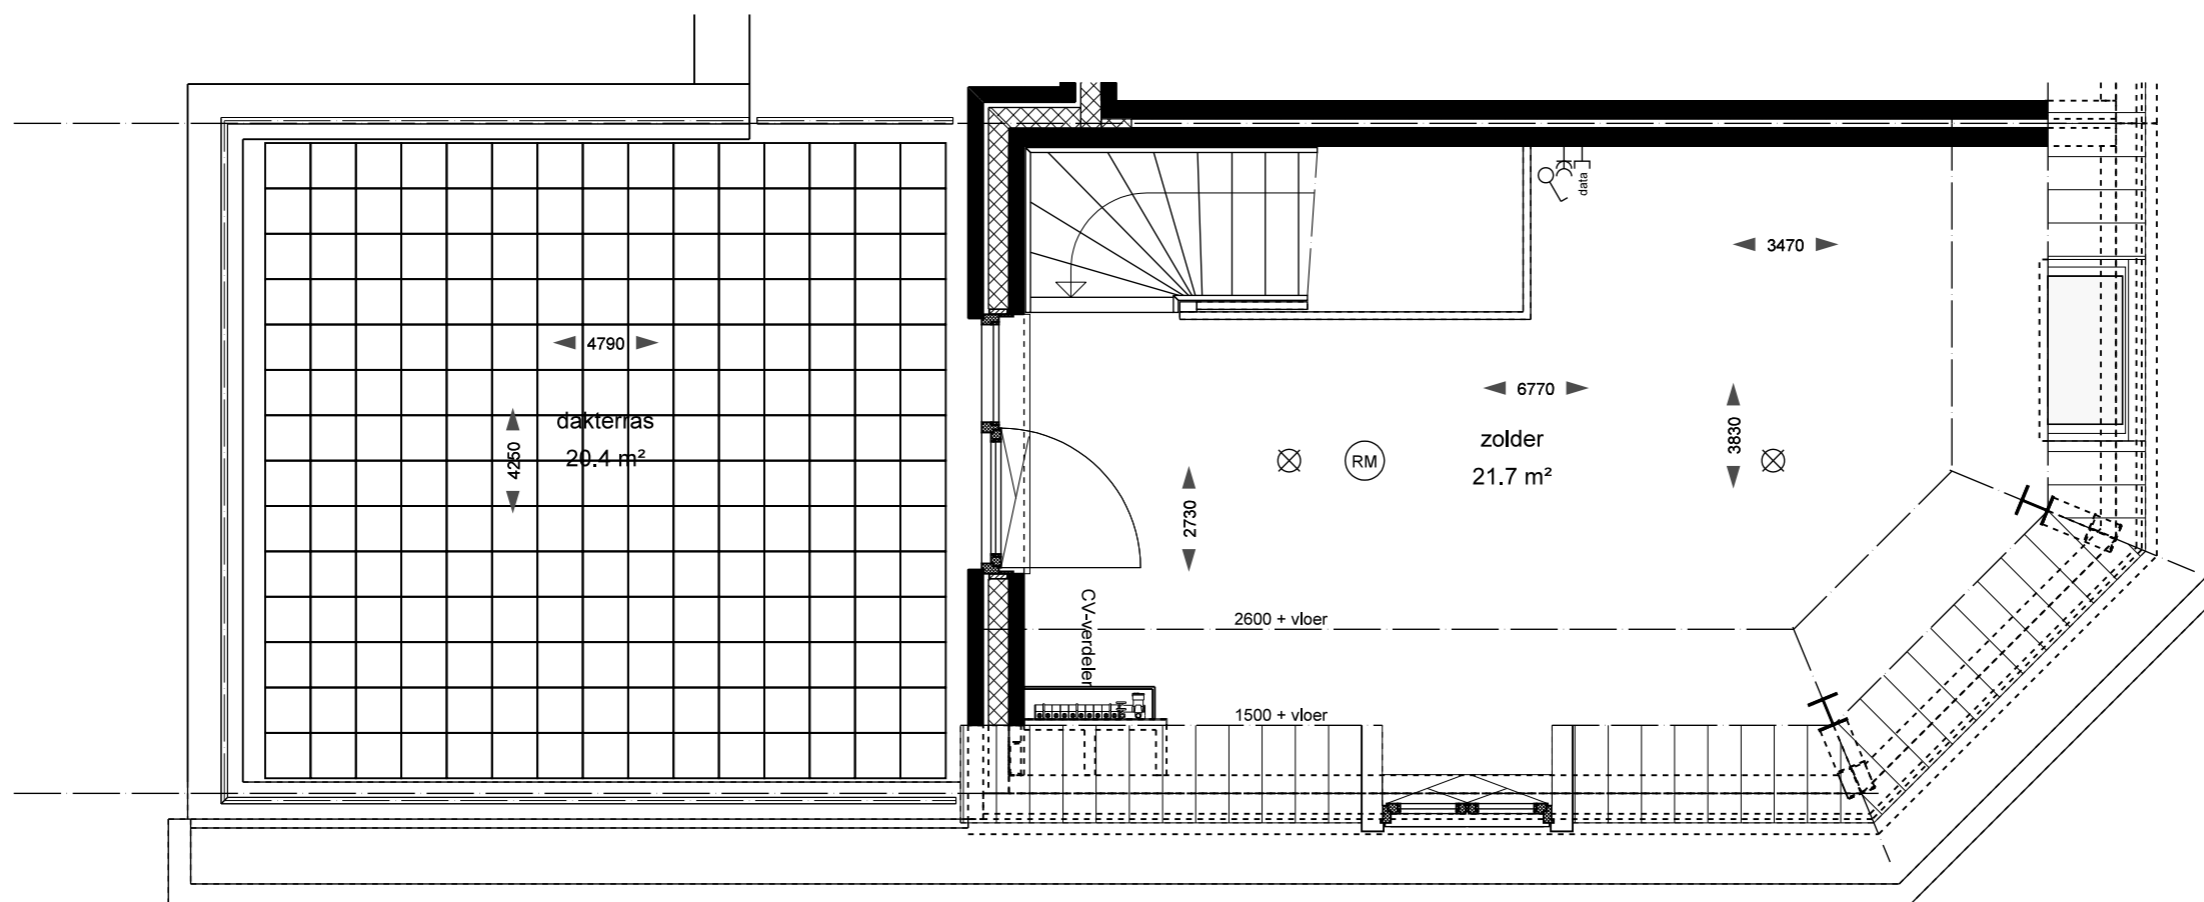 data
3470
4790
dakterras
20.4 m²
4250
6770
zolder
21.7 m²
3830
RM
2730
CV-verdeler
2600 + vloer
1500 + vloer